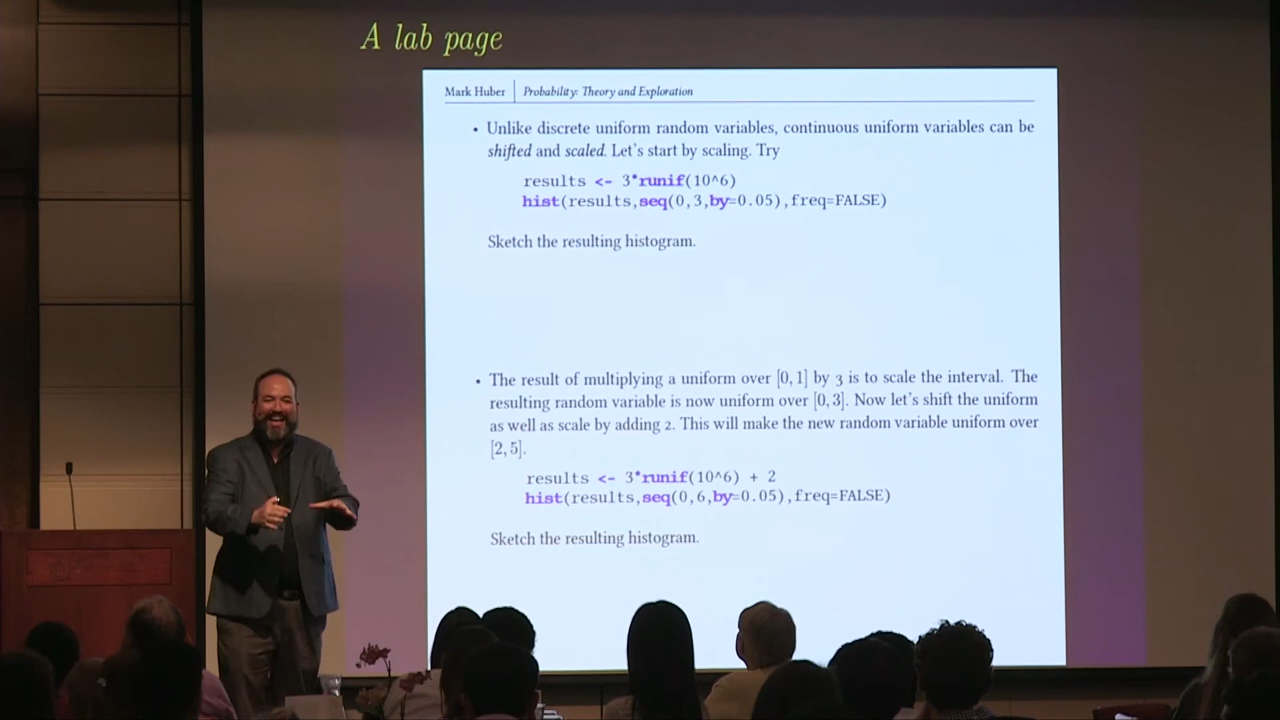 A lab page
Mark Huber | Probability: Theory and Exploration
• Unlike discrete uniform random variables, continuous uniform variables can be
shifted and scaled. Let's start by scaling. Try
results <- 3*runif(10^6)
hist(results,seq(0,3,by=0.05),freq=FALSE)
Sketch the resulting histogram.
• The result of multiplying a uniform over [0, 1] by 3 is to scale the interval. The
resulting random variable is now uniform over [0, 3]. Now let's shift the uniform
as well as scale by adding 2. This will make the new random variable uniform over
[2, 5].
results <- 3*runif(10^6) + 2
hist(results,seq(0,6,by=0.05),freq=FALSE)
Sketch the resulting histogram.